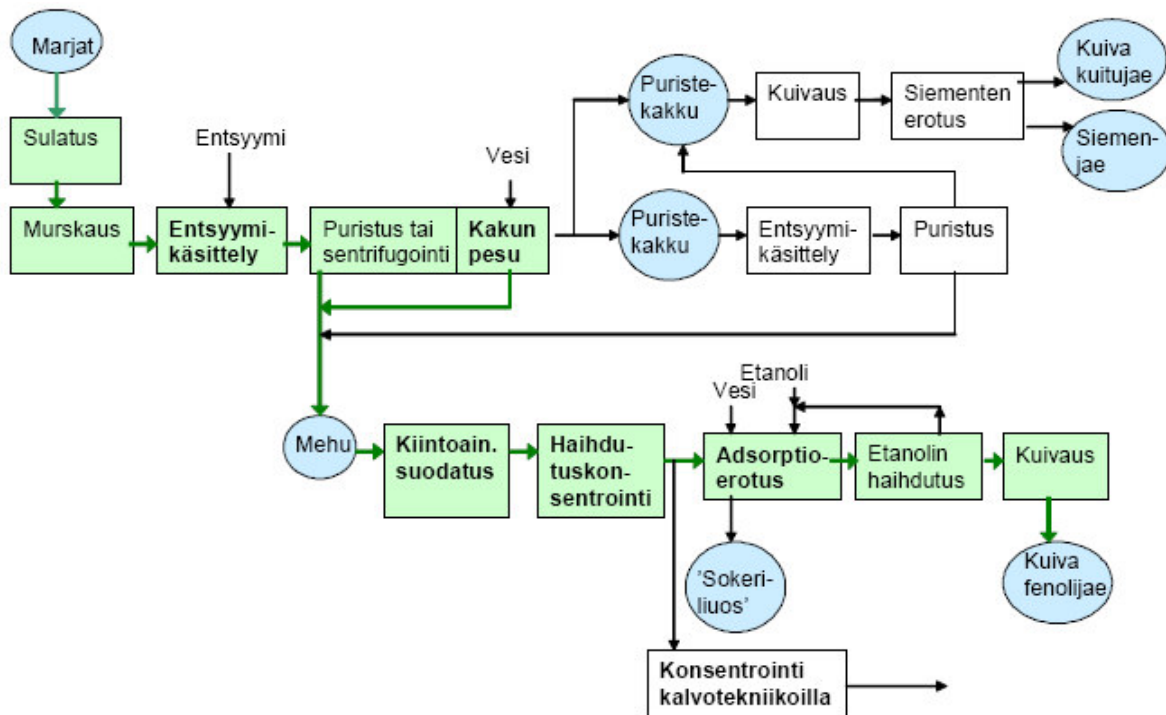 Marjat
Sulatus
Murskaus
Entsyymi
Entsyymi-
käsittely
Puristus tai
sentrifugointi
Vesi
Kakun
pesu
Puriste-
kakku
Kuivaus
Siementen
erotus
Kuiva
kuitujae
Siemen-
jae
Puriste-
kakku
Entsyymi-
käsittely
Puristus
Mehu
Kiintoain.
suodatus
Haihdu-
tuskon-
sentrointi
Vesi
Etanoli
Adsorptio-
erotus
Etanolin
haihdutus
Kuivaus
'Sokeri-
liuos'
Kuiva
fenolijae
Konsentrointi
kalvotekniikoilla